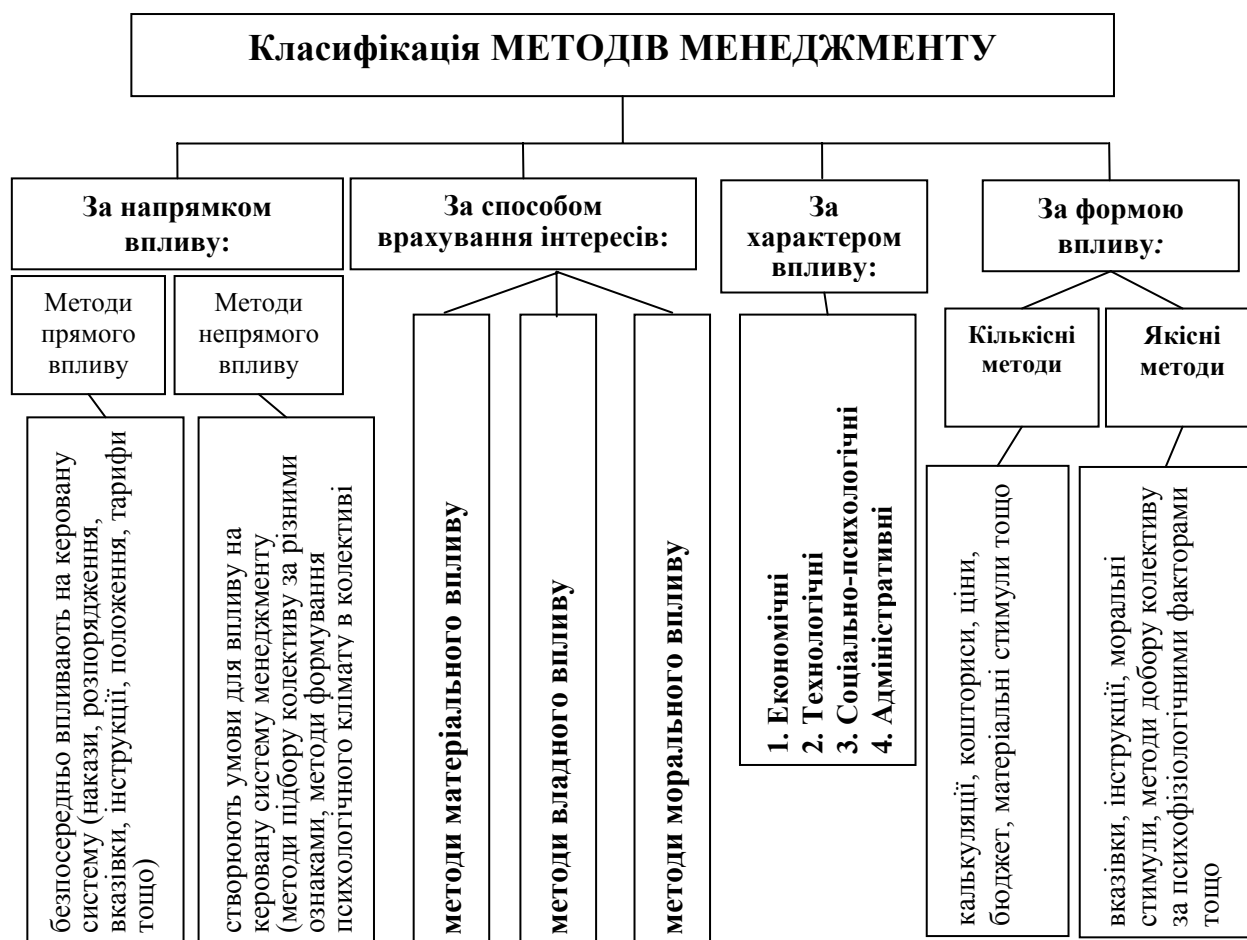 Класифікація МЕТОДІВ МЕНЕДЖМЕНТУ
За напрямком
впливу:
Методи
прямого
впливу
Методи
непрямого
впливу
безпосередньо впливають на керовану
систему (накази, розпорядження,
вказівки, інструкції, положення, тарифи
тощо)
створюють умови для впливу на
керовану систему менеджменту
(методи підбору колективу за різними
ознаками, методи формування
психологічного клімату в колективі
За способом
врахування інтересів:
методи матеріального впливу
методи владного впливу
методи морального впливу
За
характером
впливу:
1. Економічні
2. Технологічні
3. Соціально-психологічні
4. Адміністративні
За формою
впливу:
Кількісні
методи
Якісні
методи
калькуляції, кошториси, ціни,
бюджет, матеріальні стимули тощо
вказівки, інструкції, моральні
стимули, методи добору колективу
за психофізіологічними факторами
тощо